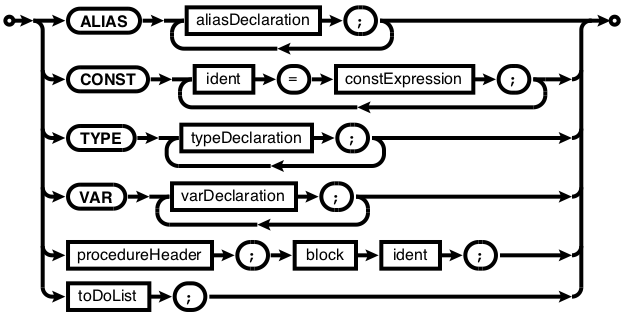 ALIAS aliasDeclaration ;
CONST ident = constExpression ;
TYPE typeDeclaration ;
VAR varDeclaration ;
procedureHeader ; block ident ;
toDoList ;